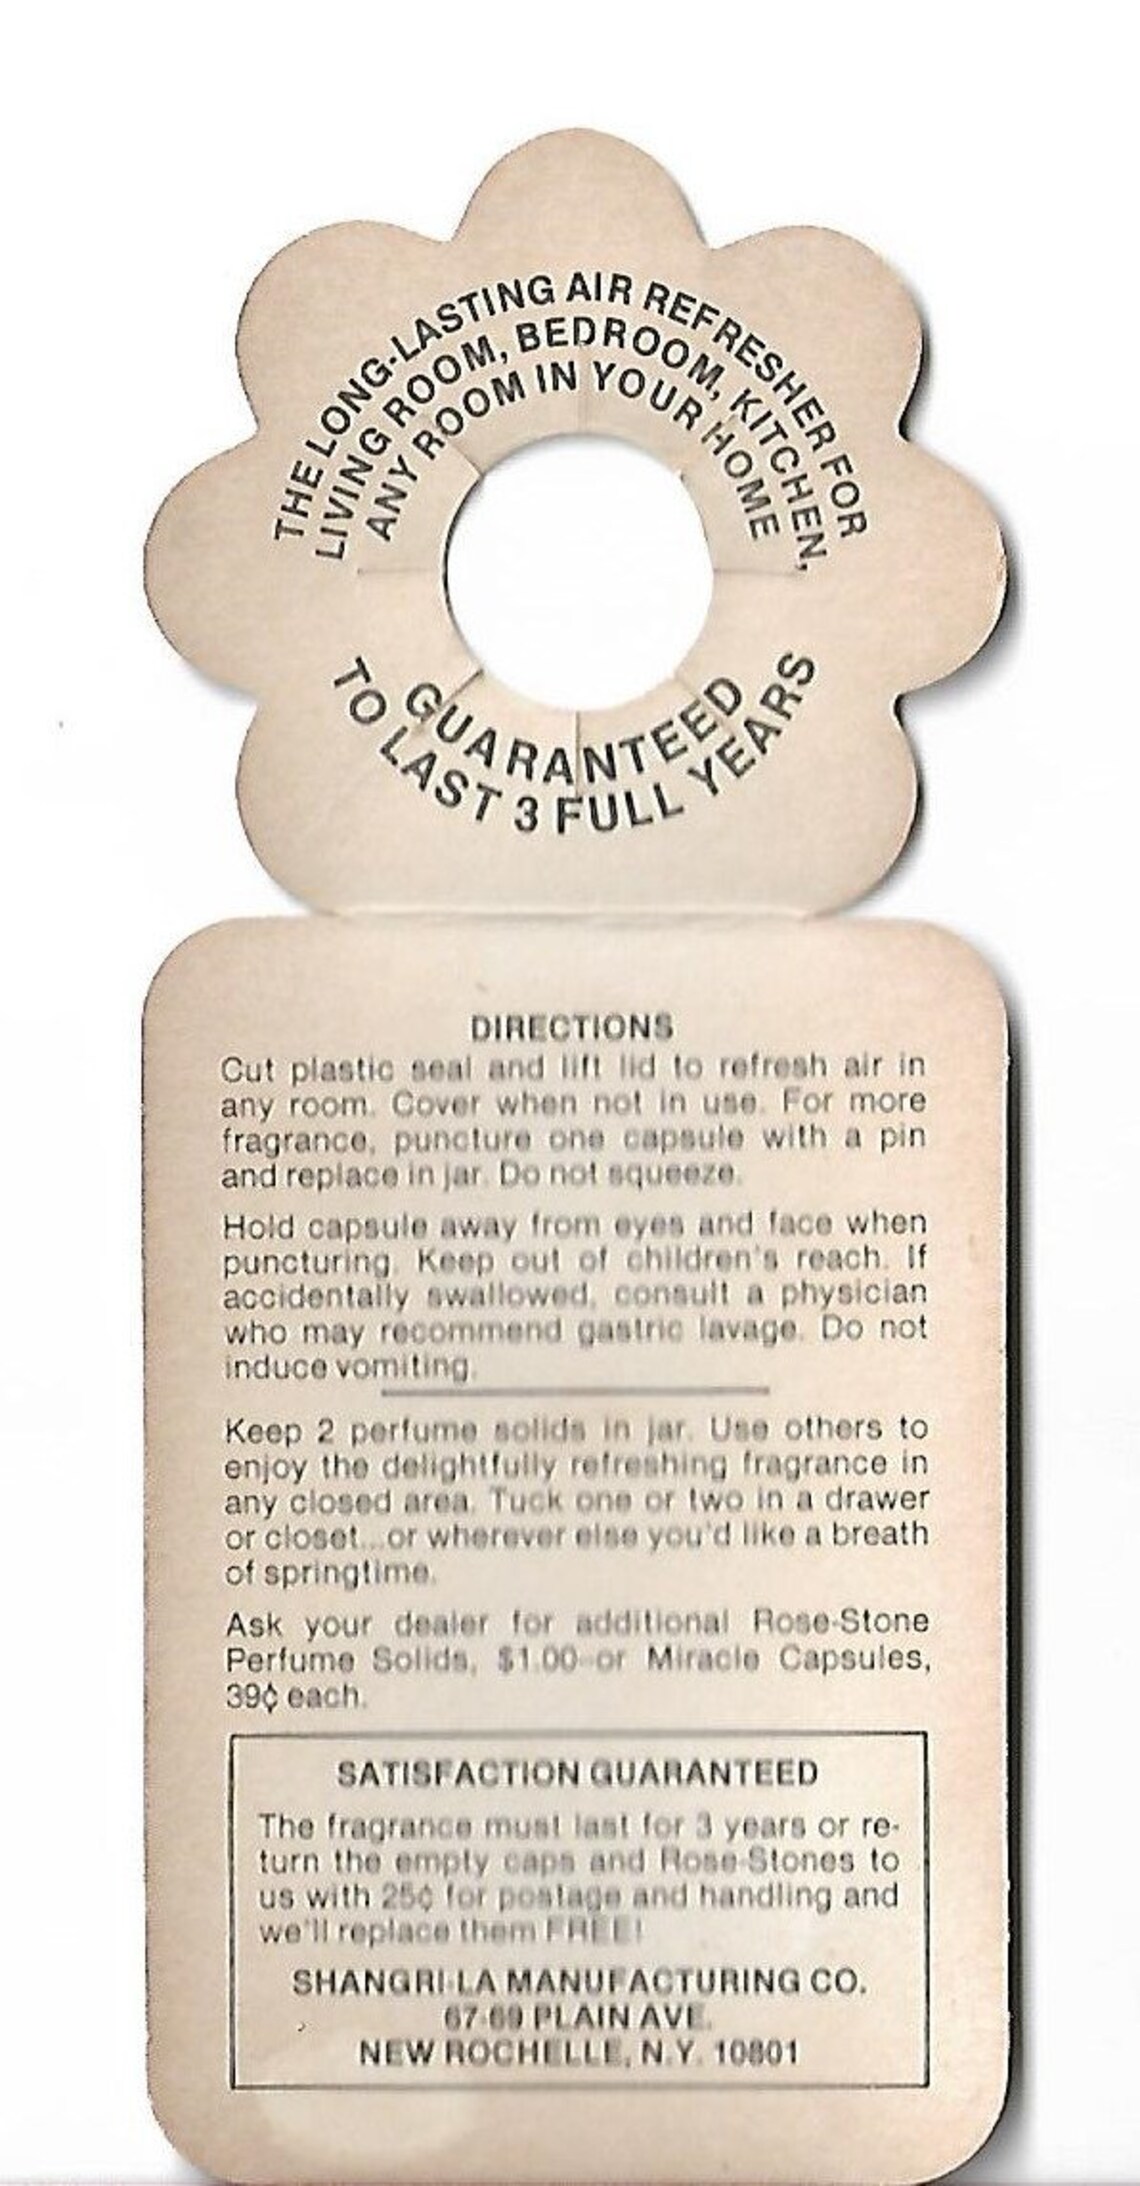 THE LONG-LASTING AIR REFRESHER FOR
LIVING ROOM, BEDROOM, KITCHEN,
ANY ROOM IN YOUR HOME
GUARANTEED
TO LAST 3 FULL YEARS
DIRECTIONS
Cut plastic seal and lift lid to refresh air in
any room. Cover when not in use. For more
fragrance, puncture one capsule with a pin
and replace in jar. Do not squeeze.
Hold capsule away from eyes and face when
puncturing. Keep out of children's reach. If
accidentally swallowed, consult a physician
who may recommend gastric lavage. Do not
induce vomiting.
Keep 2 perfume solids in jar. Use others to
enjoy the delightfully refreshing fragrance in
any closed area. Tuck one or two in a drawer
or closet...or wherever else you'd like a breath
of springtime.
Ask your dealer for additional Rose-Stone
Perfume Solids, $1.00-or Miracle Capsules,
39¢ each.
SATISFACTION GUARANTEED
The fragrance must last for 3 years or re-
turn the empty caps and Rose-Stones to
us with 25¢ for postage and handling and
we'll replace them FREE!
SHANGRI-LA MANUFACTURING CO.
67-69 PLAIN AVE.
NEW ROCHELLE, N.Y. 10801